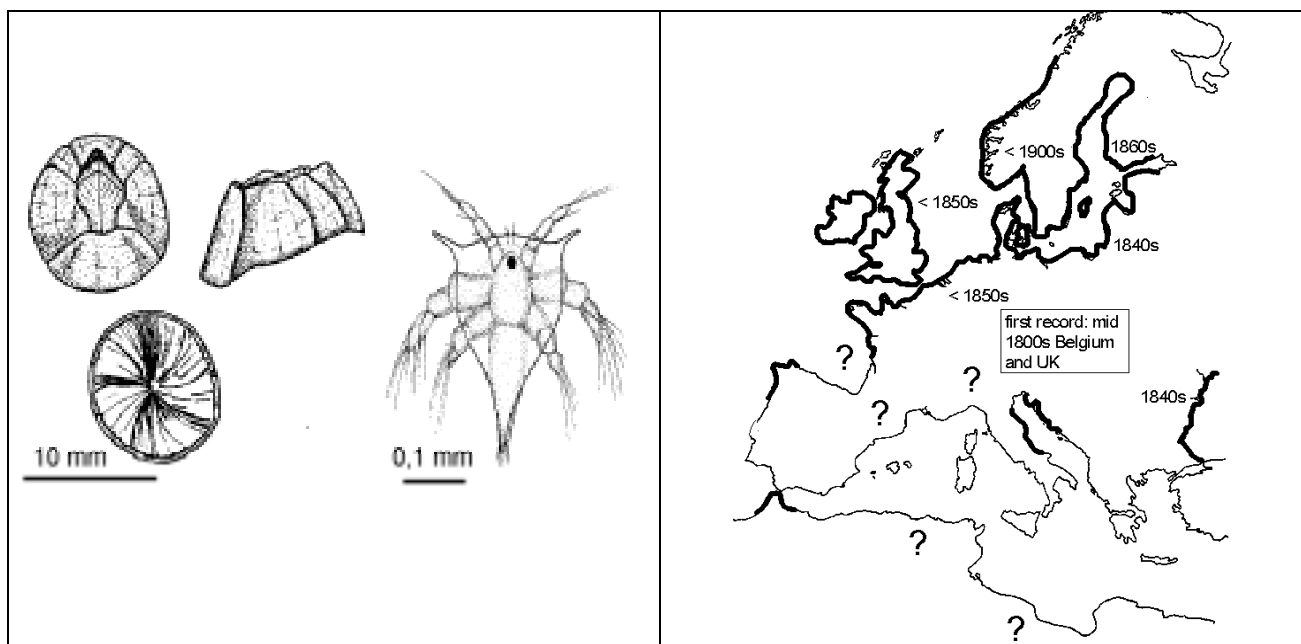 10 mm
0,1 mm
< 1900s
1860s
< 1850s
1840s
< 1850s
first record: mid
1800s Belgium
and UK
?
?
?
1840s
?
?